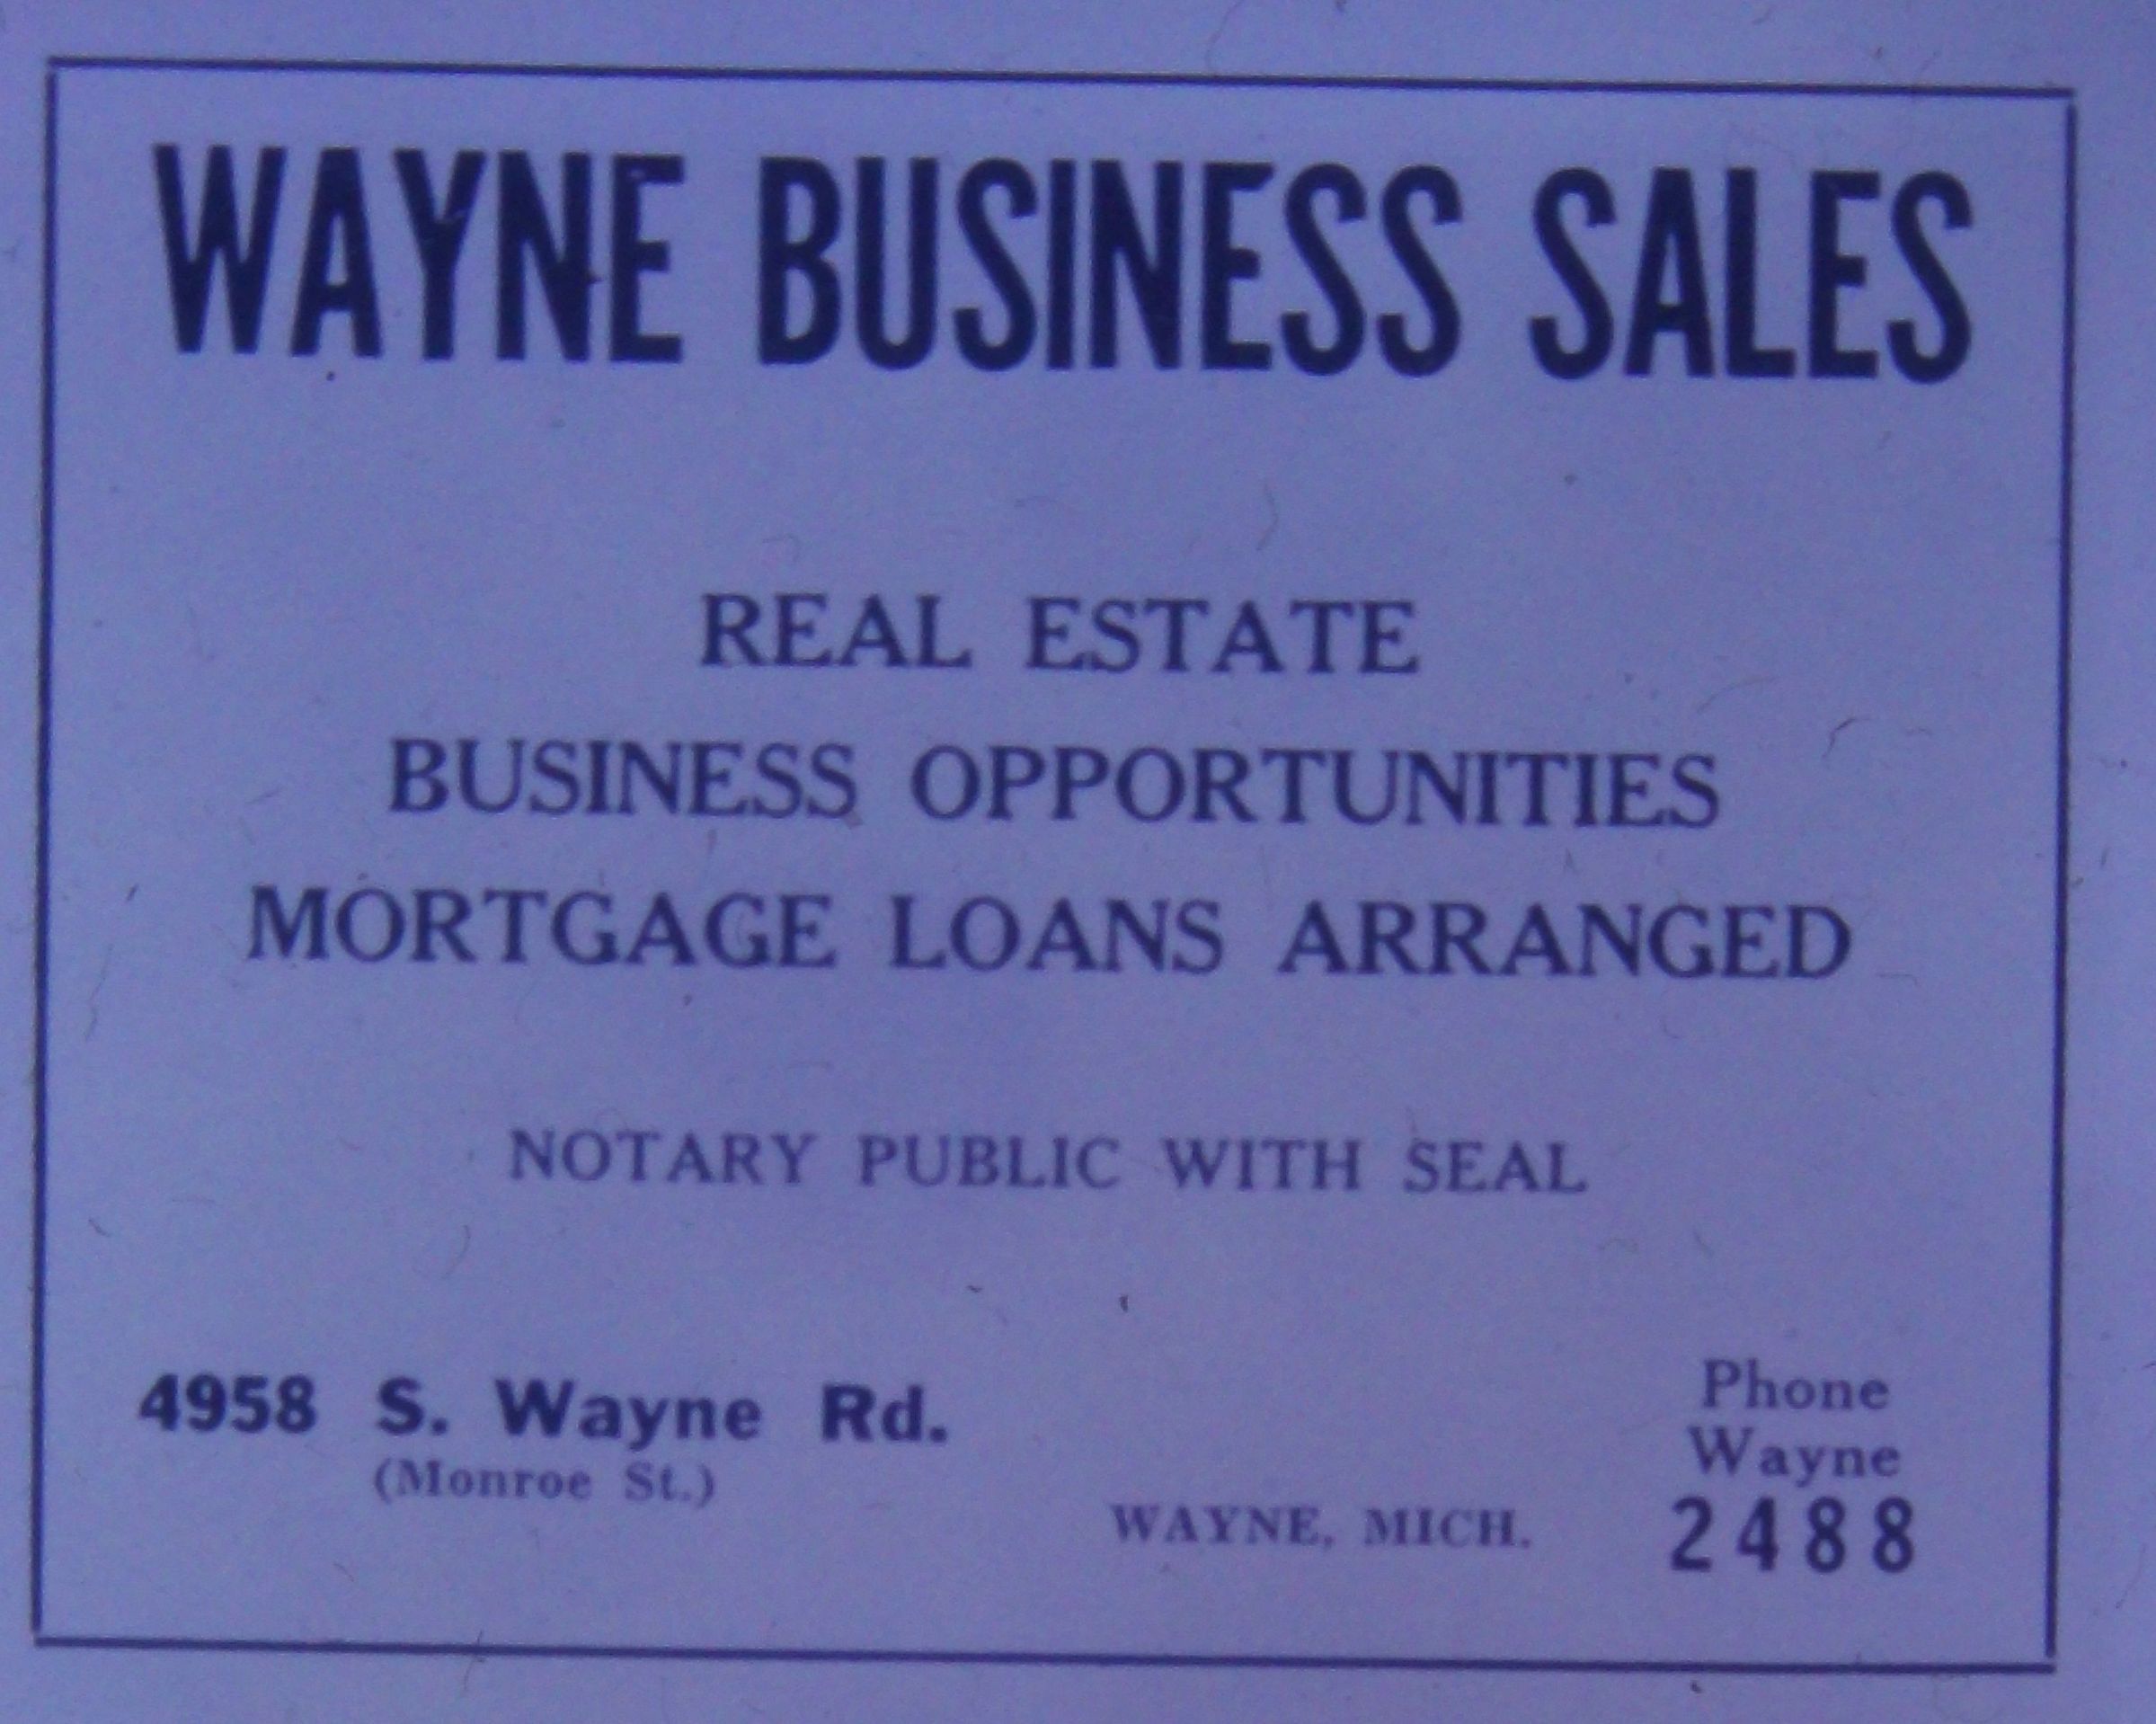 WAYNE BUSINESS SALES
REAL ESTATE
BUSINESS OPPORTUNITIES
MORTGAGE LOANS ARRANGED
NOTARY PUBLIC WITH SEAL
4958 S. Wayne Rd.
(Monroe St.)
WAYNE, MICH.
Phone
Wayne
2488